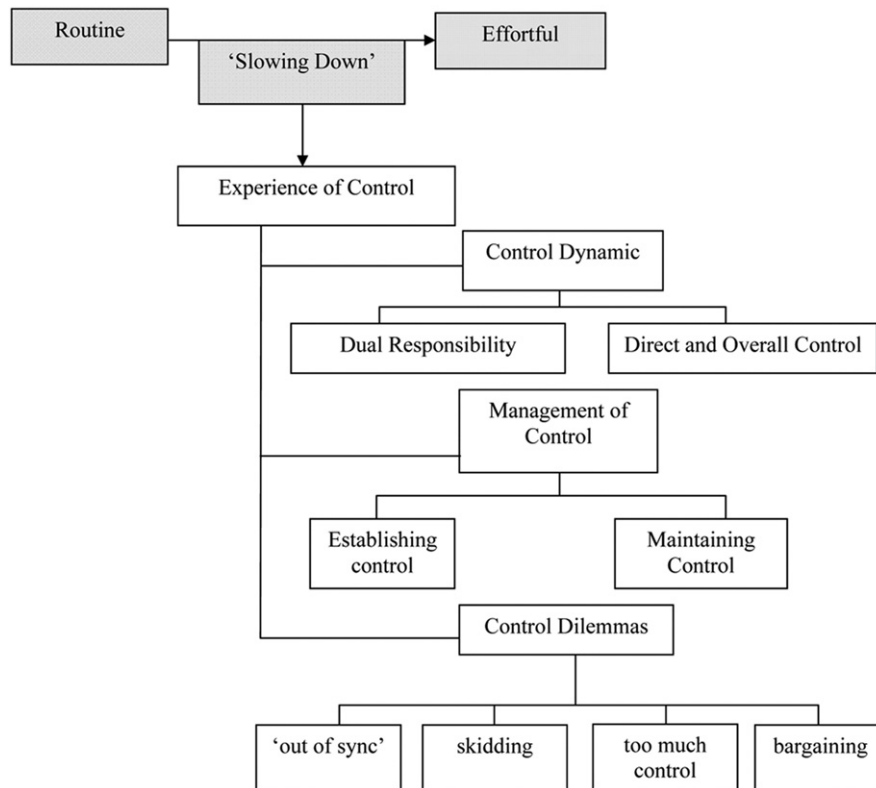 Routine
Effortful
‘Slowing Down’
Experience of Control
Control Dynamic
Dual Responsibility
Direct and Overall Control
Management of
Control
Establishing
control
Maintaining
Control
Control Dilemmas
‘out of sync’
skidding
too much
control
bargaining